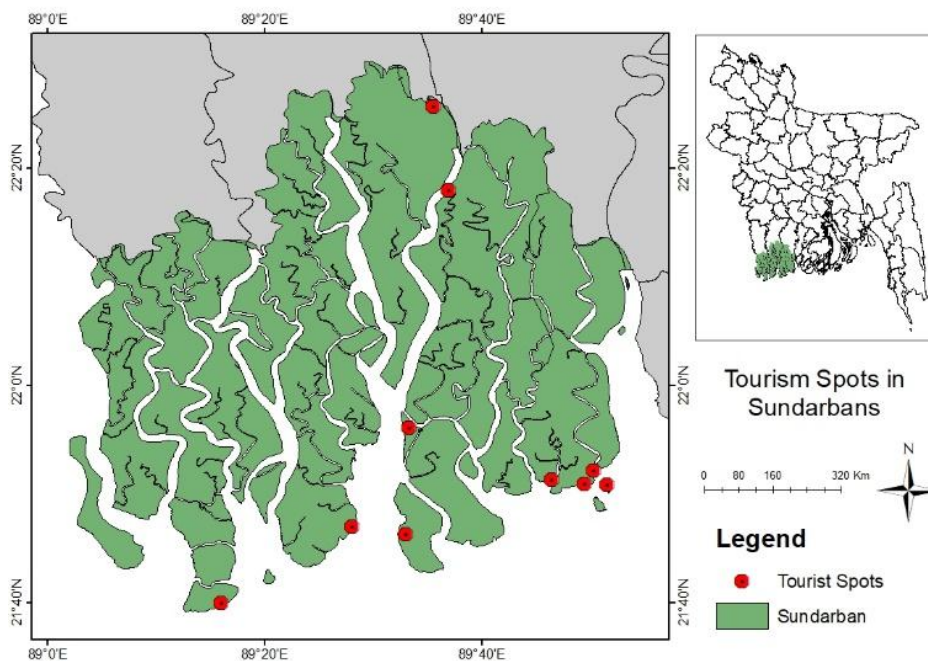 89°0'E
89°20'E
89°40'E
22°20'N
22°0'N
21°40'N
22°20'N
22°0'N
21°40'N
89°0'E
89°20'E
89°40'E
Tourism Spots in
Sundarbans
N
0 80 160 320 Km
Legend
Tourist Spots
Sundarban